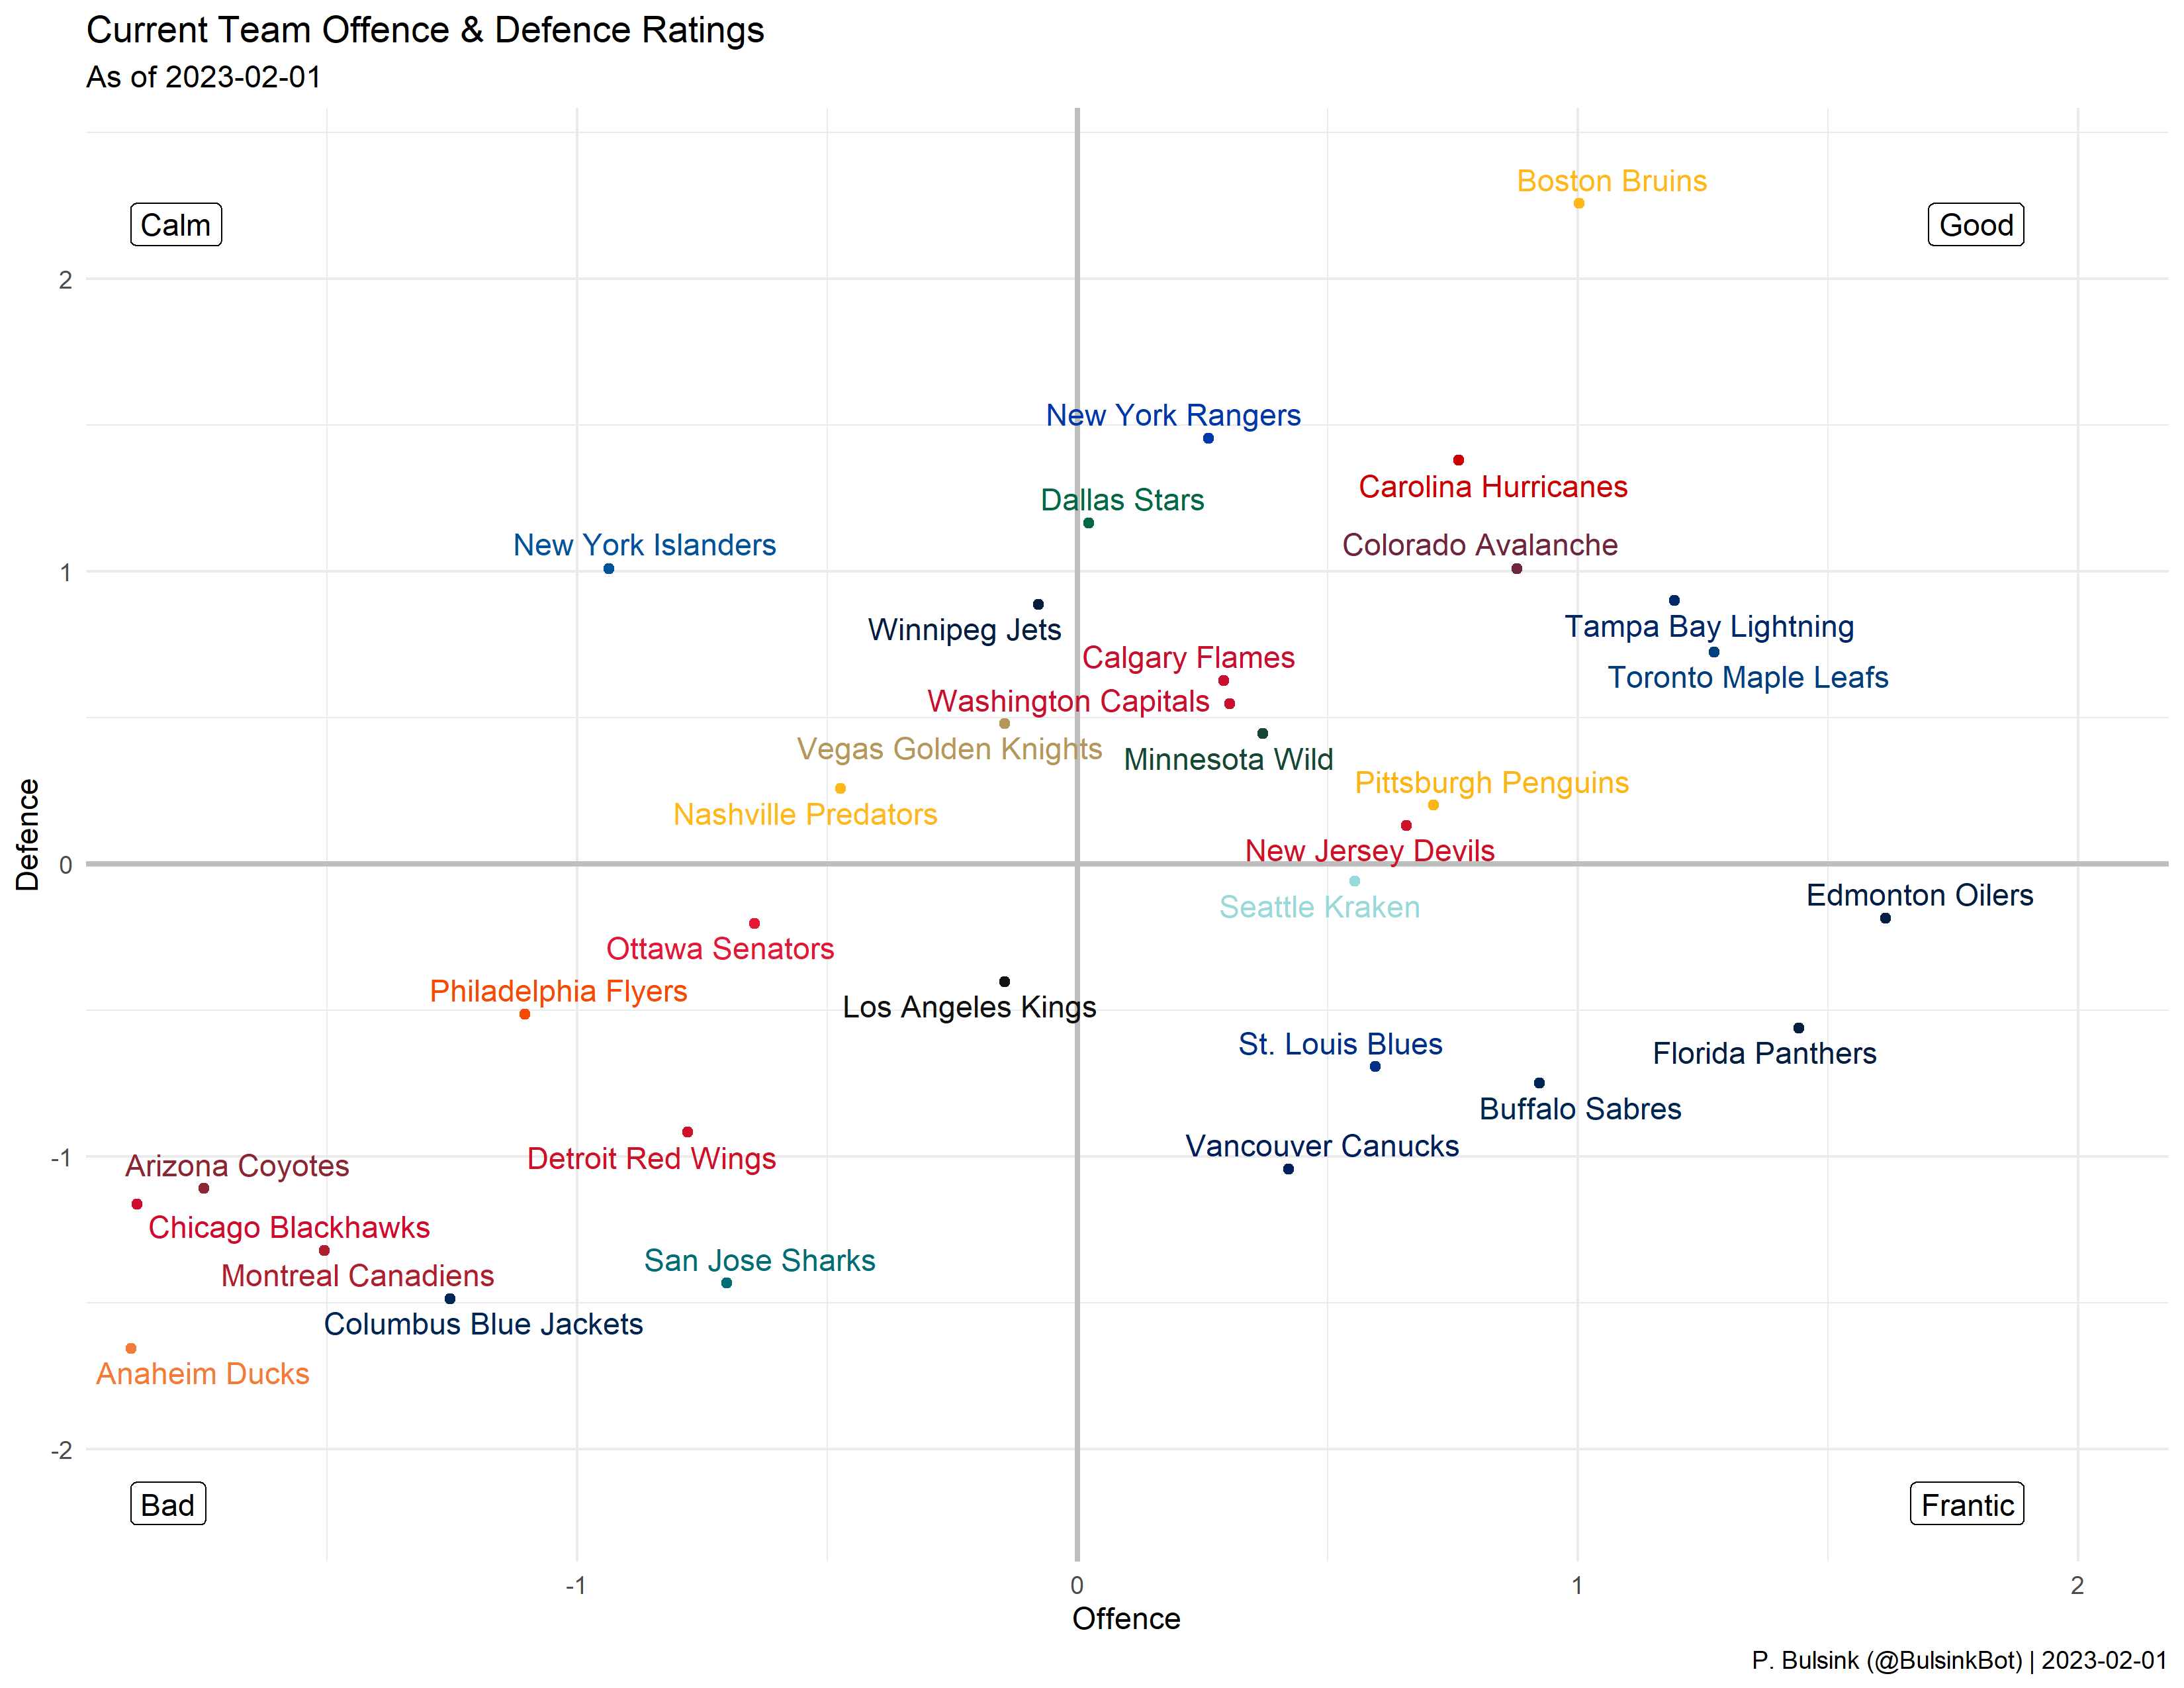 Current Team Offence & Defence Ratings
As of 2023-02-01
Boston Bruins
Calm
Good
2
New York Rangers
Carolina Hurricanes
Dallas Stars
New York Islanders
Colorado Avalanche
1
Winnipeg Jets
Tampa Bay Lightning
Calgary Flames
Toronto Maple Leafs
Washington Capitals
Vegas Golden Knights
Minnesota Wild
Pittsburgh Penguins
Nashville Predators
Defence
New Jersey Devils
0
Edmonton Oilers
Seattle Kraken
Ottawa Senators
Philadelphia Flyers
Los Angeles Kings
St. Louis Blues
Florida Panthers
Buffalo Sabres
Vancouver Canucks
Detroit Red Wings
-1
Arizona Coyotes
Chicago Blackhawks
San Jose Sharks
Montreal Canadiens
Columbus Blue Jackets
Anaheim Ducks
-2
Bad
Frantic
-1
0
1
2
Offence
P. Bulsink (@BulsinkBot) | 2023-02-01